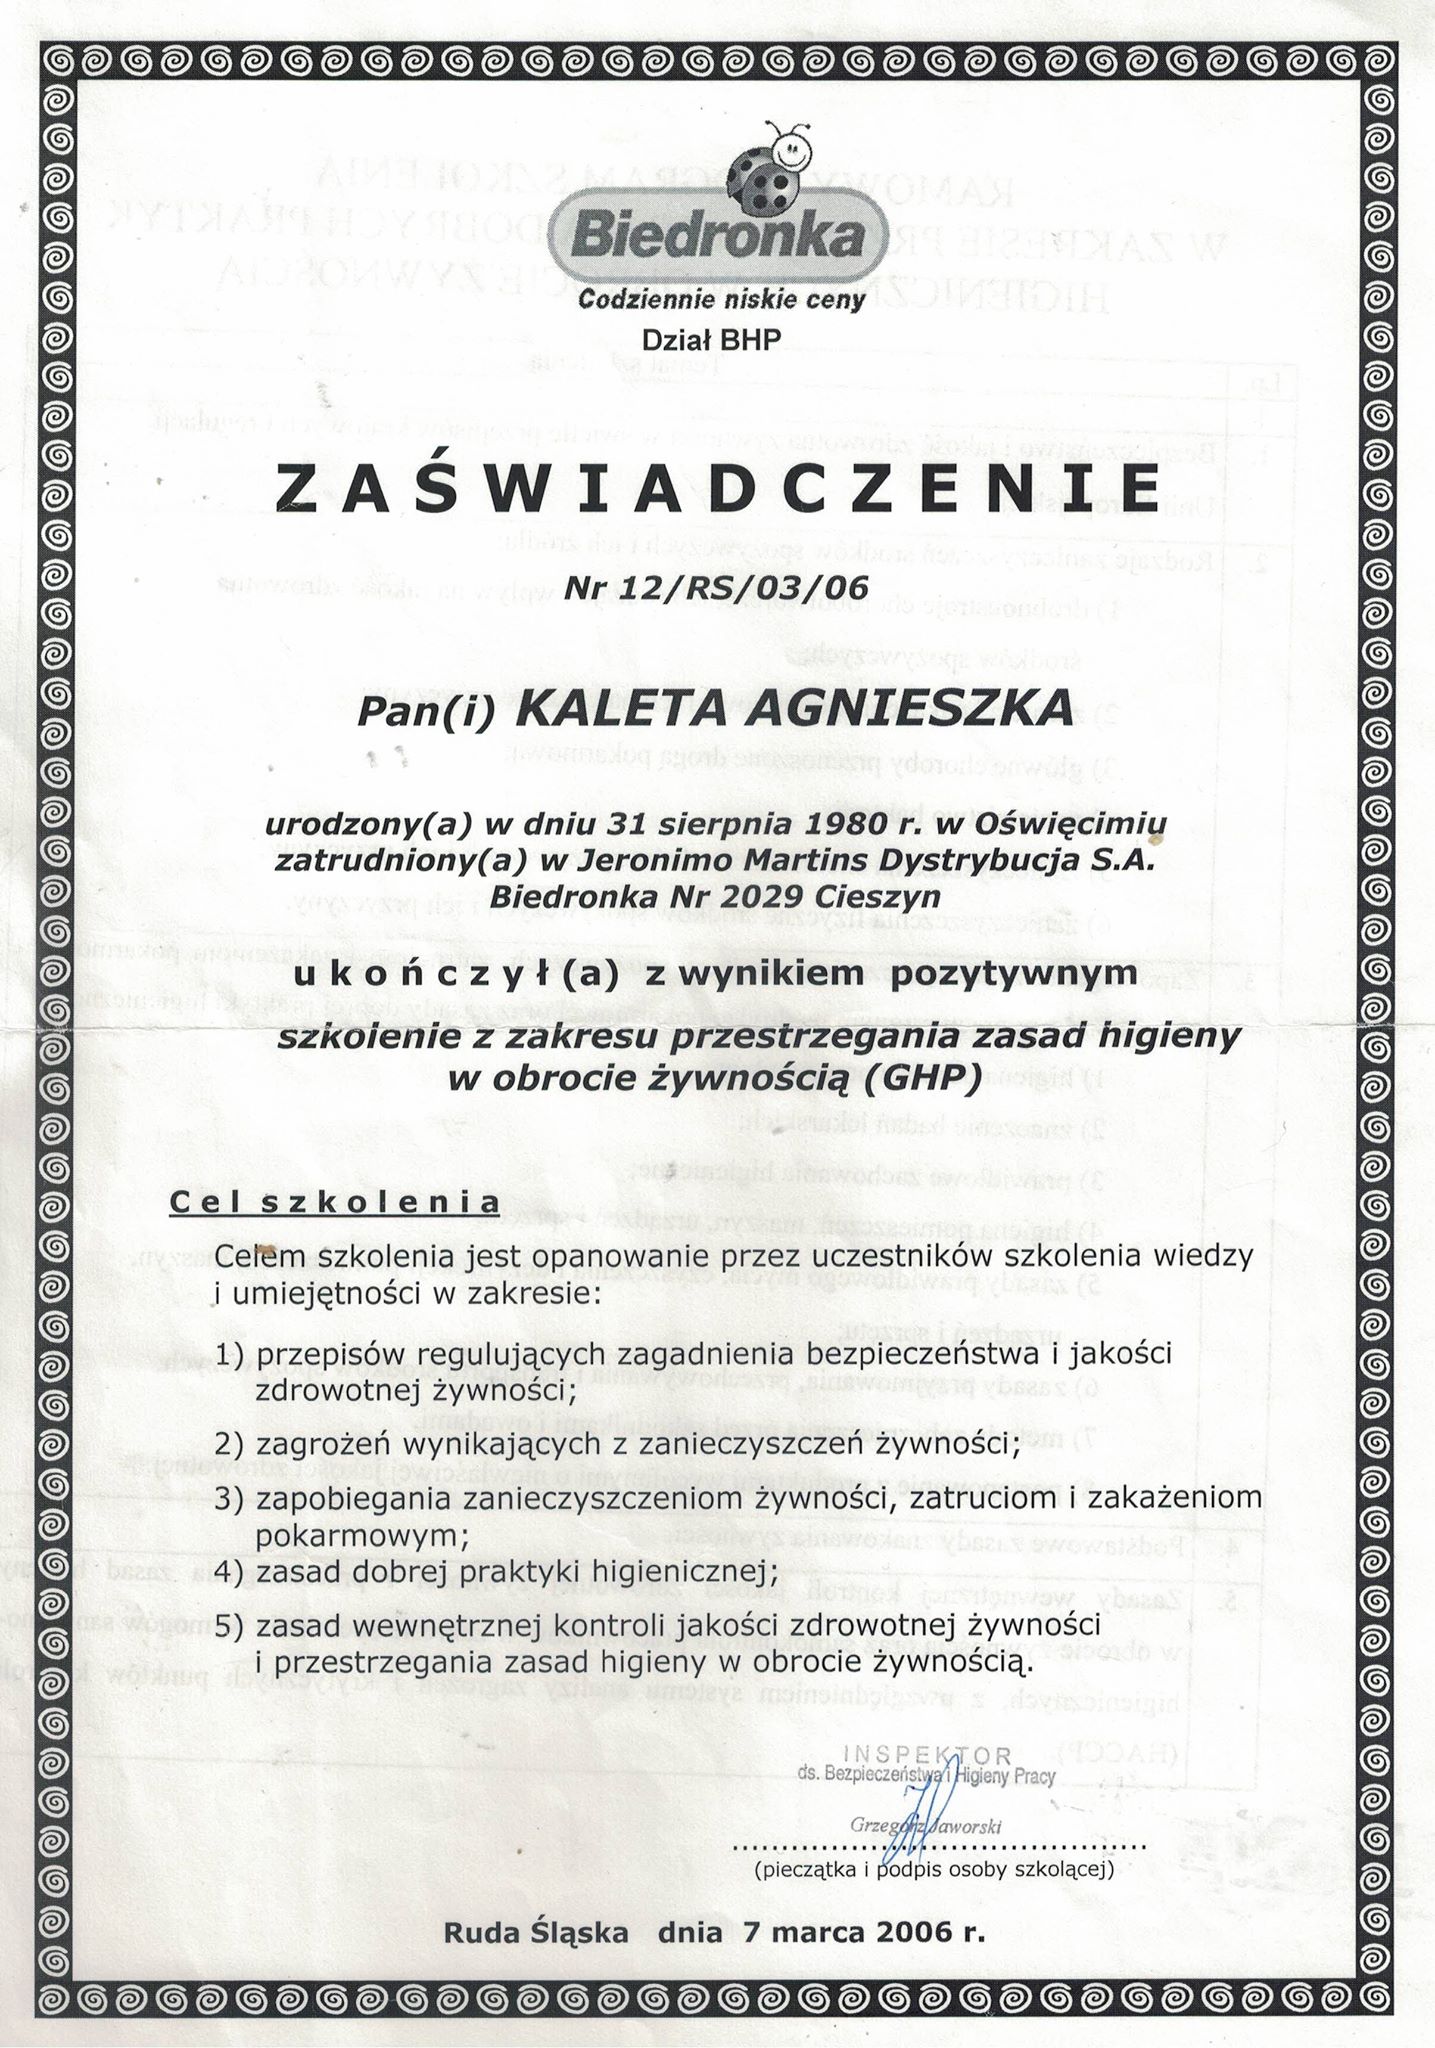 Biedronka
Codziennie niskie ceny
Dział BHP
ZAŚWIADCZENIE
Nr 12/RS/03/06
Pan(i) KALETA AGNIESZKA
urodzony(a) w dniu 31 sierpnia 1980 r. w Oświęcimiu
zatrudniony(a) w Jeronimo Martins Dystrybucja S.A.
Biedronka Nr 2029 Cieszyn
ukończył(a) z wynikiem pozytywnym
szkolenie z zakresu przestrzegania zasad higieny
w obrocie żywnością (GHP)
Cel szkolenia
Celem szkolenia jest opanowanie przez uczestników szkolenia wiedzy
i umiejętności w zakresie:
1) przepisów regulujących zagadnienia bezpieczeństwa i jakości
zdrowotnej żywności;
2) zagrożeń wynikających z zanieczyszczeń żywności;
3) zapobiegania zanieczyszczeniom żywności, zatruciom i zakażeniom
pokarmowym;
4) zasad dobrej praktyki higienicznej;
5) zasad wewnętrznej kontroli jakości zdrowotnej żywności
i przestrzegania zasad higieny w obrocie żywnością.
INSPEKTOR
ds. Bezpieczeństwa i Higieny Pracy
Grzegorz Jaworski
(pieczątka i podpis osoby szkolącej)
Ruda Śląska dnia 7 marca 2006 r.